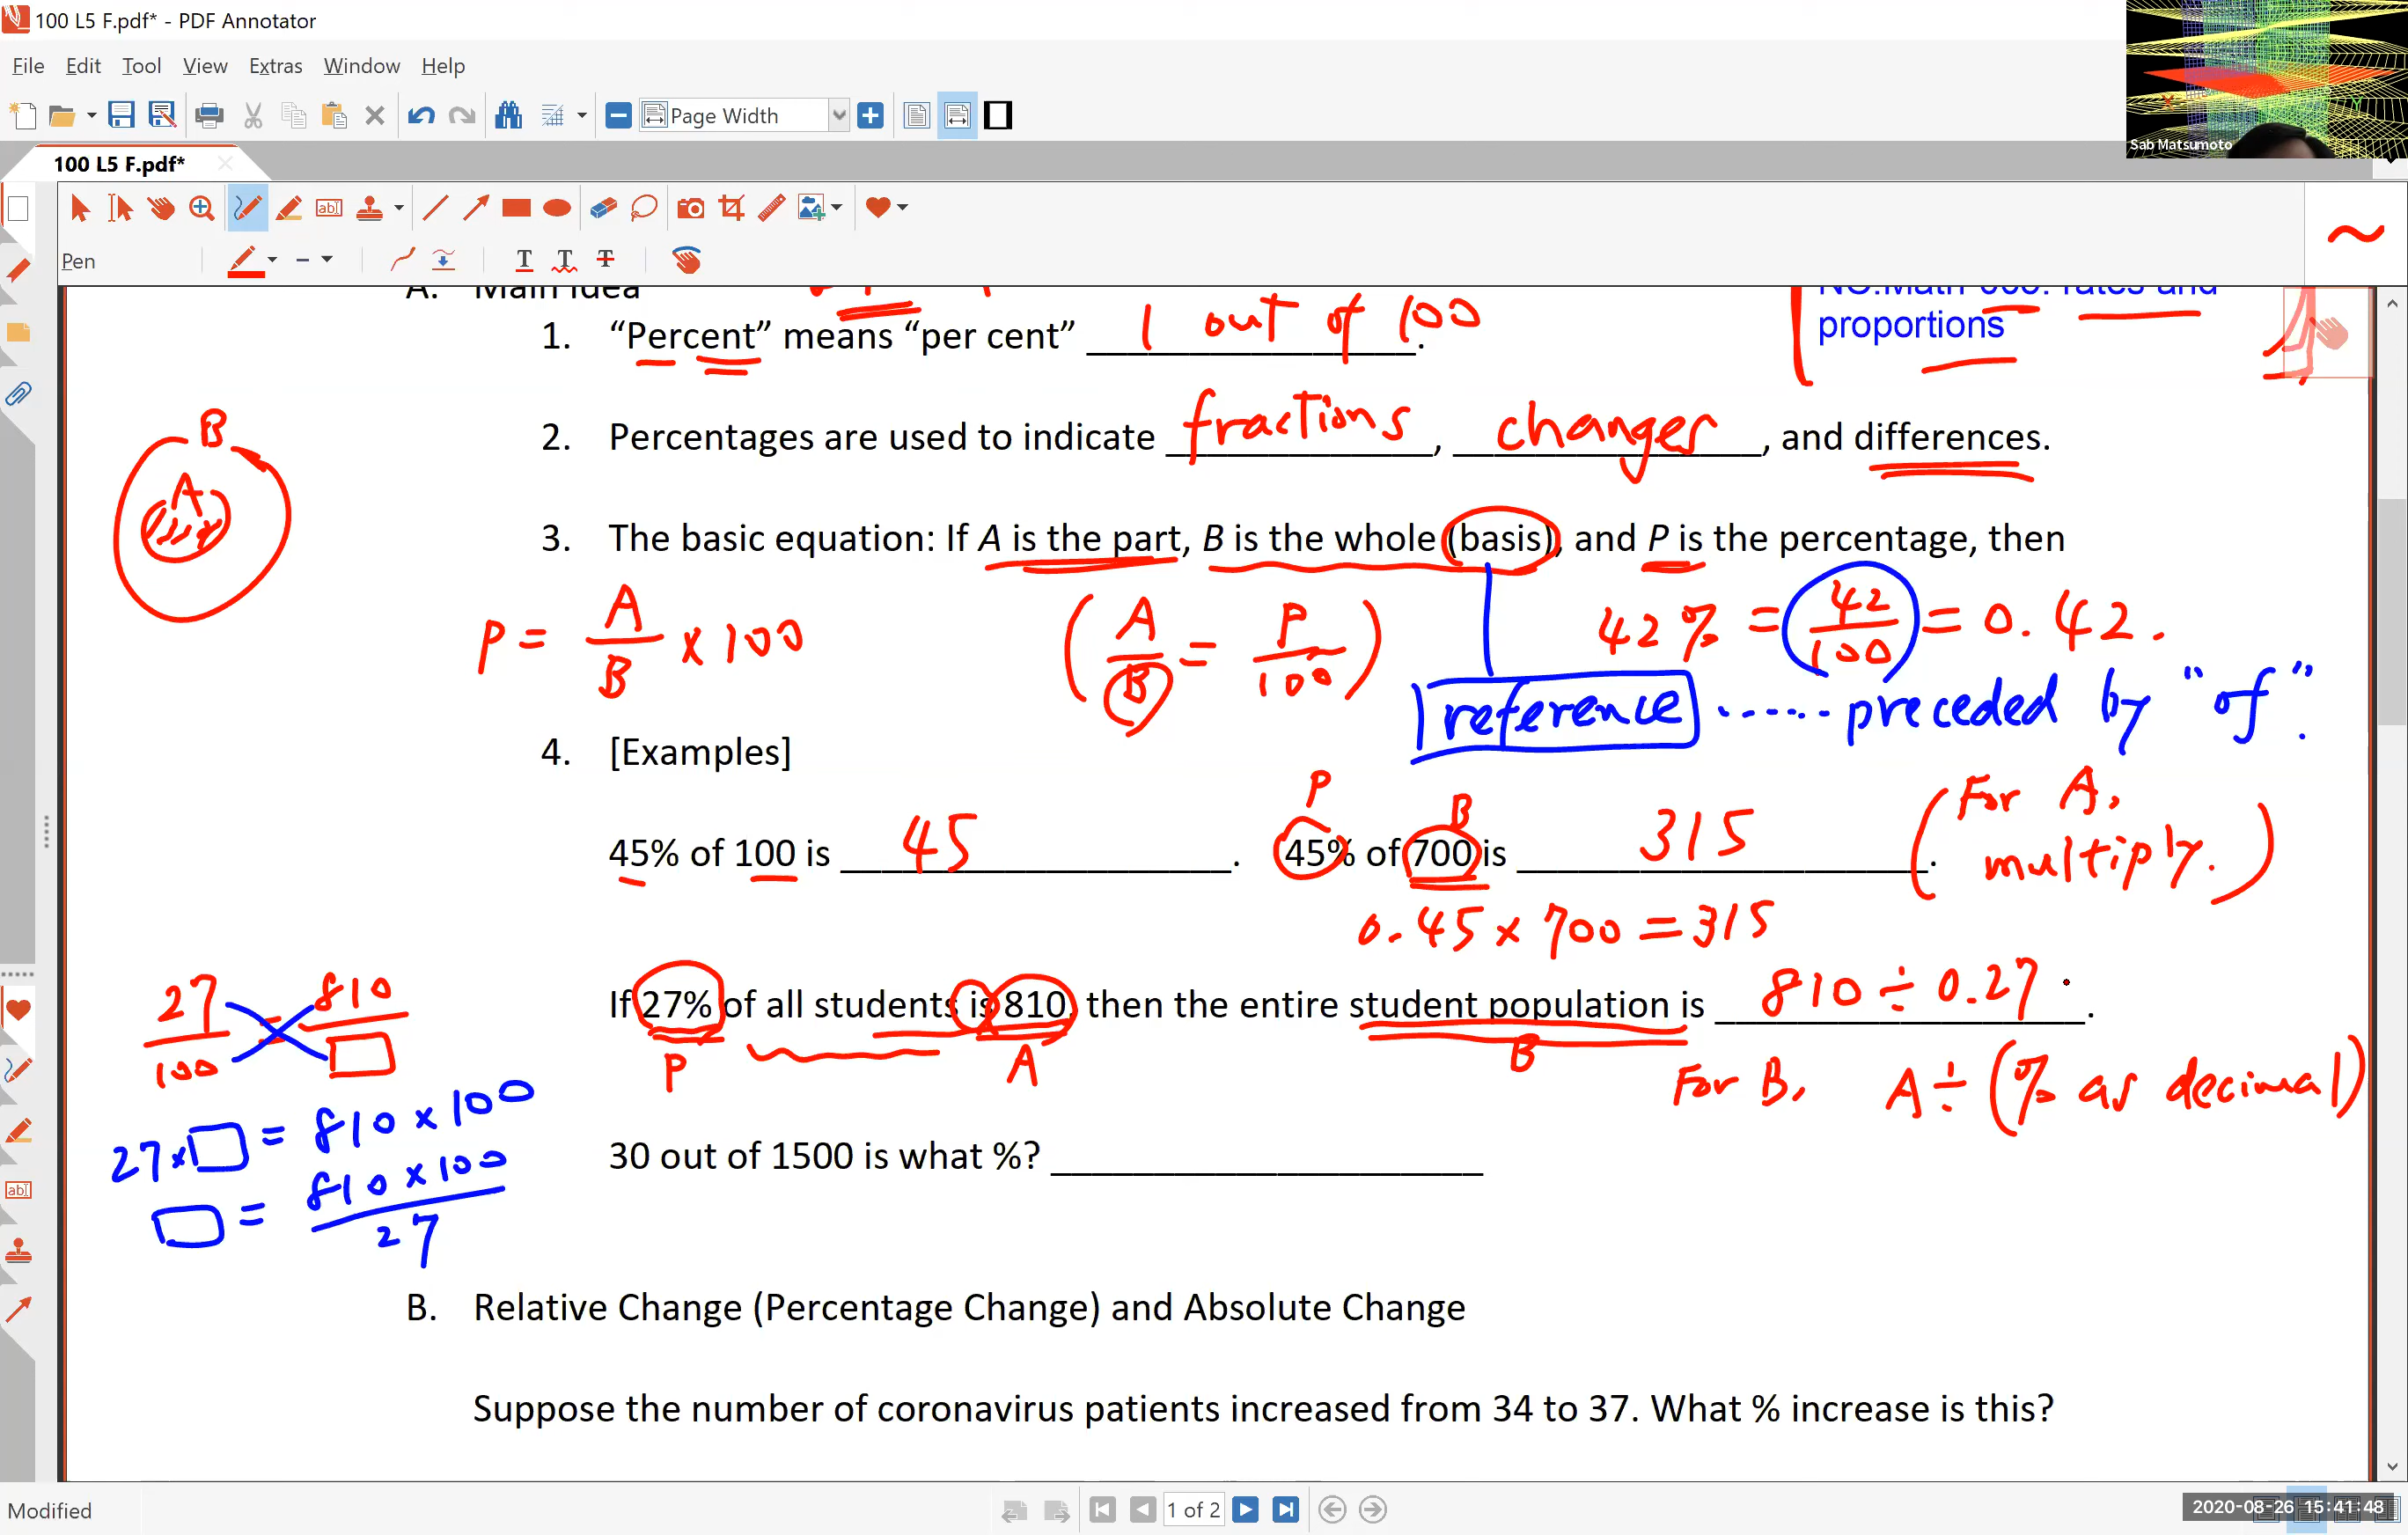 100 L5 F.pdf* - PDF Annotator
File Edit Tool View Extras Window Help
Page Width
Sab Matsumoto
100 L5 F.pdf*
Pen
A. Main Idea
rates and
proportions
1. “Percent” means “per cent” 1 out of 100.
2. Percentages are used to indicate fractions, changes, and differences.
B
A
3. The basic equation: If A is the part, B is the whole (basis), and P is the percentage, then
P = A/B × 100 (A/B = P/100) 42% = 42/100 = 0.42.
reference ...... preceded by "of".
4. [Examples]
P B
45% of 100 is 45. 45% of 700 is 315. (For A, multiply.)
0.45 × 700 = 315
If 27% of all students is 810, then the entire student population is 810 ÷ 0.27.
P A B
For B, A ÷ (% as decimal)
27/100 = 810/□
27 × □ = 810 × 100
□ = 810 × 100 / 27
30 out of 1500 is what %?
B. Relative Change (Percentage Change) and Absolute Change
Suppose the number of coronavirus patients increased from 34 to 37. What % increase is this?
Modified
1 of 2
2020-08-26 15:41:48